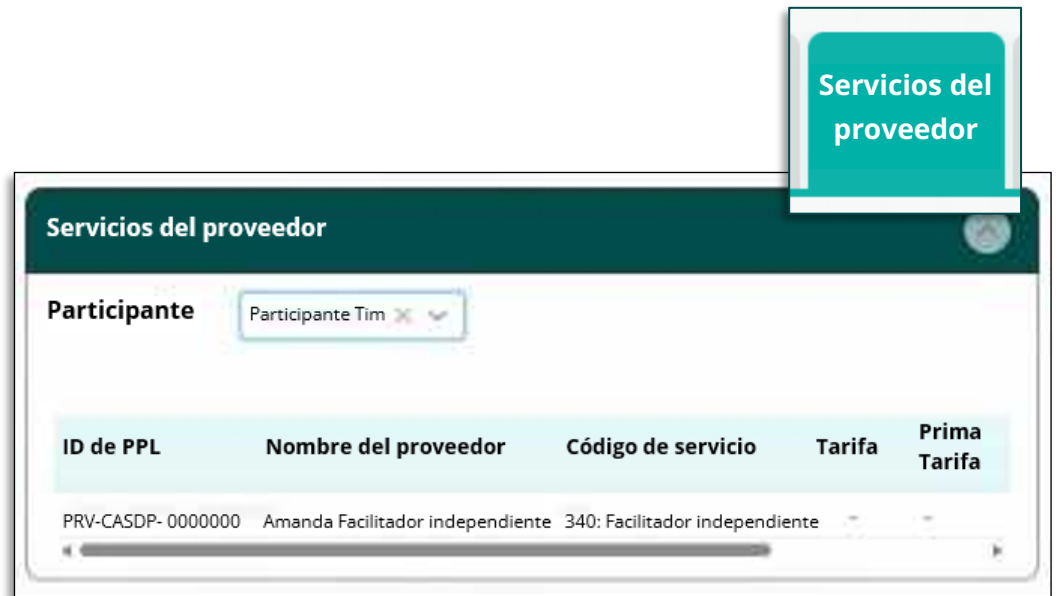 Servicios del
proveedor
Servicios del proveedor
Participante Participante Tim
ID de PPL Nombre del proveedor Código de servicio Tarifa Prima
Tarifa
PRV-CASDP- 0000000 Amanda Facilitador independiente 340: Facilitador independiente - -